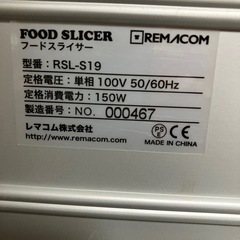 FOOD SLICER
REMACOM
フードスライサー
型番: RSL-S19
定格電圧: 単相 100V 50/60Hz
定格消費電力: 150W
製造番号: NO. 000467
レマコム株式会社
http://www.remacom.com/
PS
E
MADE IN CHINA